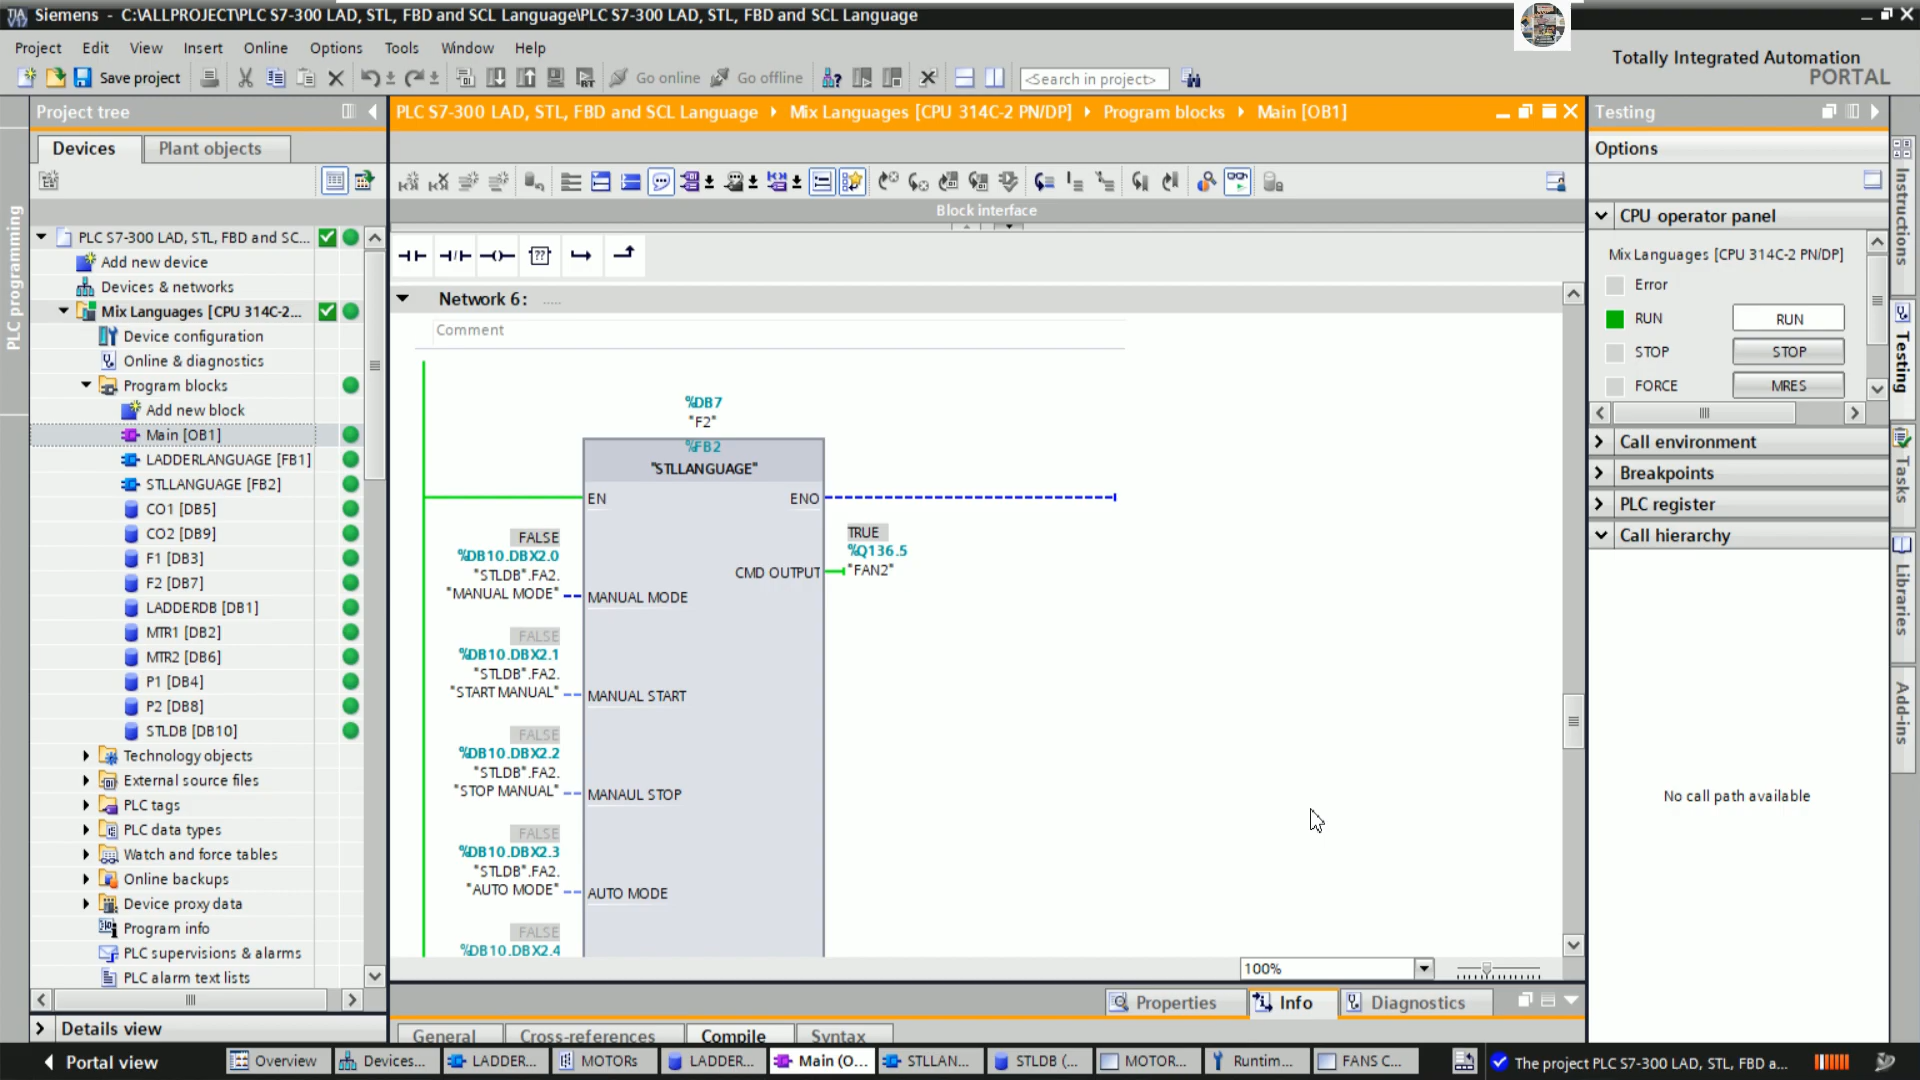 Siemens - C:\ALLPROJECT\PLC S7-300 LAD, STL, FBD and SCL Language\PLC S7-300 LAD, STL, FBD and SCL Language
Project Edit View Insert Online Options Tools Window Help
Totally Integrated Automation
PORTAL
Save project
Go online
Go offline
<Search in project>
Project tree
PLC S7-300 LAD, STL, FBD and SCL Language
Mix Languages [CPU 314C-2 PN/DP]
Program blocks
Main [OB1]
Testing
Devices
Plant objects
Options
PLC programming
Block interface
CPU operator panel
Mix Languages [CPU 314C-2 PN/DP]
Error
RUN RUN
STOP STOP
FORCE MRES
Call environment
Breakpoints
PLC register
Call hierarchy
No call path available
Instructions
Testing
Tasks
Libraries
Add-ins
PLC S7-300 LAD, STL, FBD and SC...
Add new device
Devices & networks
Mix Languages [CPU 314C-2...
Device configuration
Online & diagnostics
Program blocks
Add new block
Main [OB1]
LADDERLANGUAGE [FB1]
STLLANGUAGE [FB2]
CO1 [DB5]
CO2 [DB9]
F1 [DB3]
F2 [DB7]
LADDERDB [DB1]
MTR1 [DB2]
MTR2 [DB6]
P1 [DB4]
P2 [DB8]
STLDB [DB10]
Technology objects
External source files
PLC tags
PLC data types
Watch and force tables
Online backups
Device proxy data
Program info
PLC supervisions & alarms
PLC alarm text lists
Details view
??
Network 6: .....
Comment
%DB7
"F2"
%FB2
"STLLANGUAGE"
EN ENO
FALSE
%DB10.DBX2.0
"STLDB".FA2.
"MANUAL MODE"
MANUAL MODE
TRUE
%Q136.5
"FAN2"
CMD OUTPUT
FALSE
%DB10.DBX2.1
"STLDB".FA2.
"START MANUAL"
MANUAL START
FALSE
%DB10.DBX2.2
"STLDB".FA2.
"STOP MANUAL"
MANAUL STOP
FALSE
%DB10.DBX2.3
"STLDB".FA2.
"AUTO MODE"
AUTO MODE
FALSE
%DB10.DBX2.4
100%
Properties
Info
Diagnostics
General
Cross-references
Compile
Syntax
Portal view
Overview
Devices...
LADDER...
MOTORs
LADDER...
Main (O...
STLLAN...
STLDB (...
MOTOR...
Runtim...
FANS C...
The project PLC S7-300 LAD, STL, FBD a...